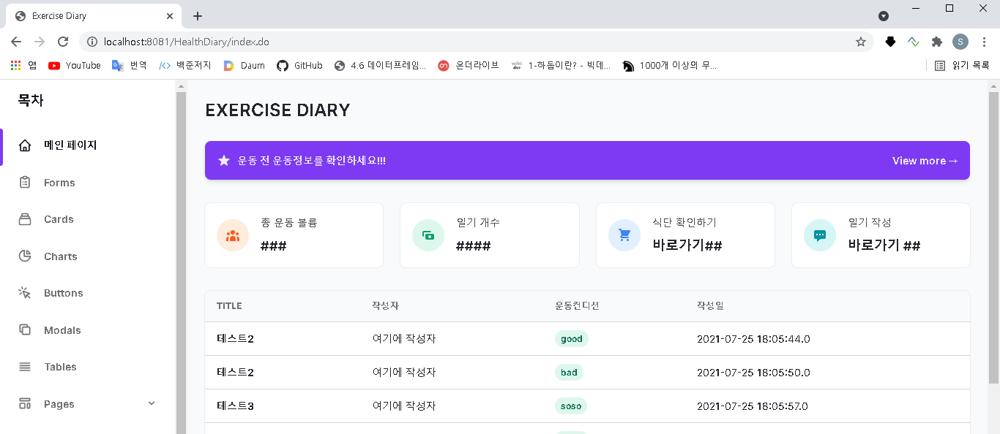 Exercise Diary
localhost:8081/HealthDiary/index.do
S
앱
YouTube
번역
백준저지
Daum
GitHub
4.6 데이터프레임...
온더라이브
1-하둡이란? - 빅데...
1000개 이상의 무...
읽기 목록
목차
메인 페이지
Forms
Cards
Charts
Buttons
Modals
Tables
Pages
EXERCISE DIARY
운동 전 운동정보를 확인하세요!!!
View more →
총 운동 볼륨
###
일기 개수
####
식단 확인하기
바로가기##
일기 작성
바로가기 ##
TITLE 작성자 운동컨디션 작성일
테스트2 여기에 작성자 good 2021-07-25 18:05:44.0
테스트2 여기에 작성자 bad 2021-07-25 18:05:50.0
테스트3 여기에 작성자 soso 2021-07-25 18:05:57.0